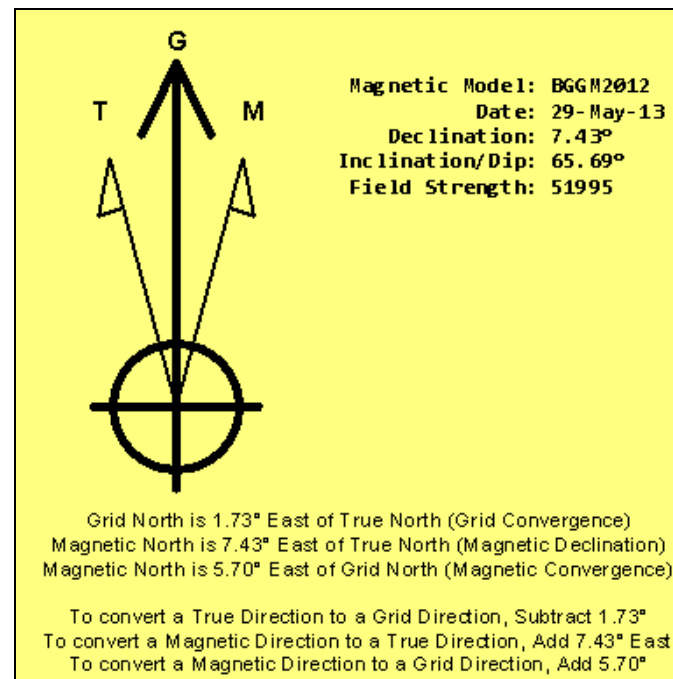 G
T
M
Magnetic Model: BGGM2012
Date: 29-May-13
Declination: 7.43º
Inclination/Dip: 65.69º
Field Strength: 51995
Grid North is 1.73° East of True North (Grid Convergence)
Magnetic North is 7.43° East of True North (Magnetic Declination)
Magnetic North is 5.70° East of Grid North (Magnetic Convergence)
To convert a True Direction to a Grid Direction, Subtract 1.73°
To convert a Magnetic Direction to a True Direction, Add 7.43° East
To convert a Magnetic Direction to a Grid Direction, Add 5.70°